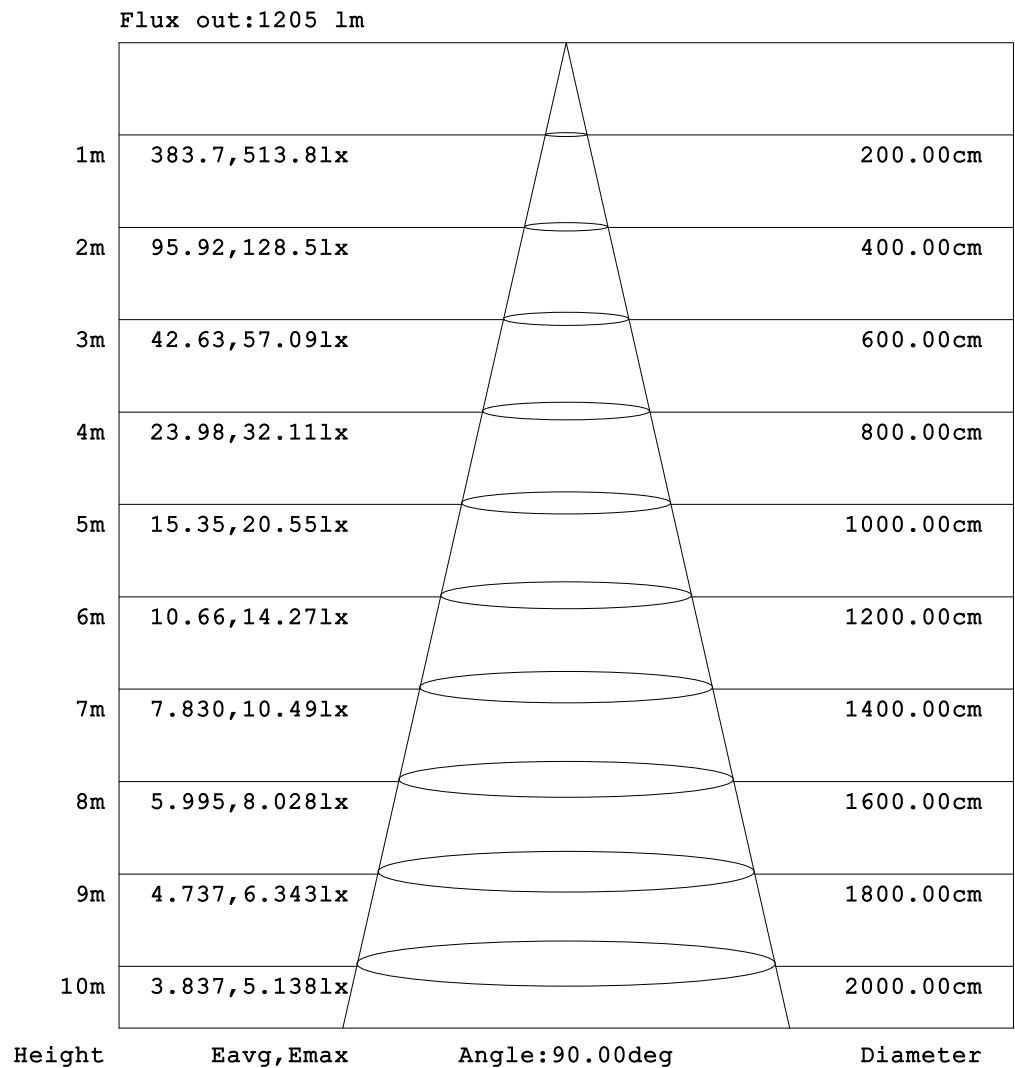 Flux out:1205 lm
1m 383.7,513.8lx 200.00cm
2m 95.92,128.5lx 400.00cm
3m 42.63,57.09lx 600.00cm
4m 23.98,32.11lx 800.00cm
5m 15.35,20.55lx 1000.00cm
6m 10.66,14.27lx 1200.00cm
7m 7.830,10.49lx 1400.00cm
8m 5.995,8.028lx 1600.00cm
9m 4.737,6.343lx 1800.00cm
10m 3.837,5.138lx 2000.00cm
Height Eavg,Emax Angle:90.00deg Diameter